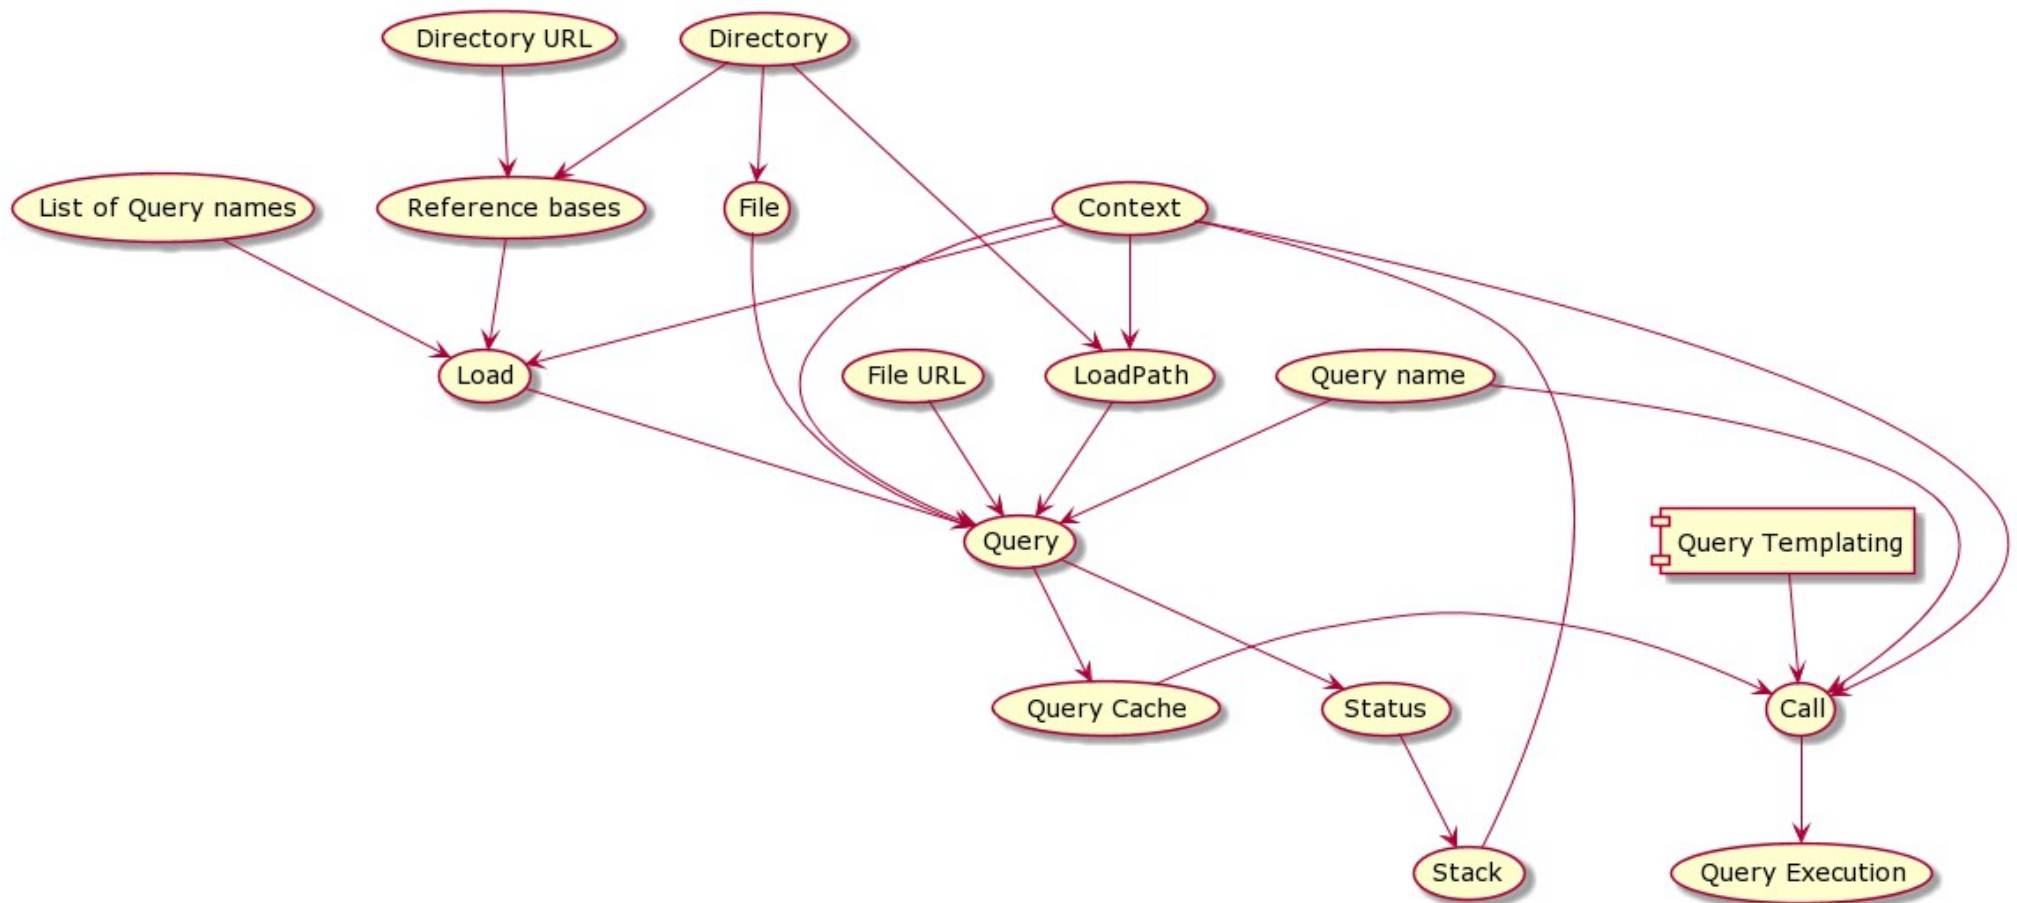 Directory URL
Directory
List of Query names
Reference bases
File
Context
Load
File URL
LoadPath
Query name
Query
Query Templating
Query Cache
Status
Call
Stack
Query Execution